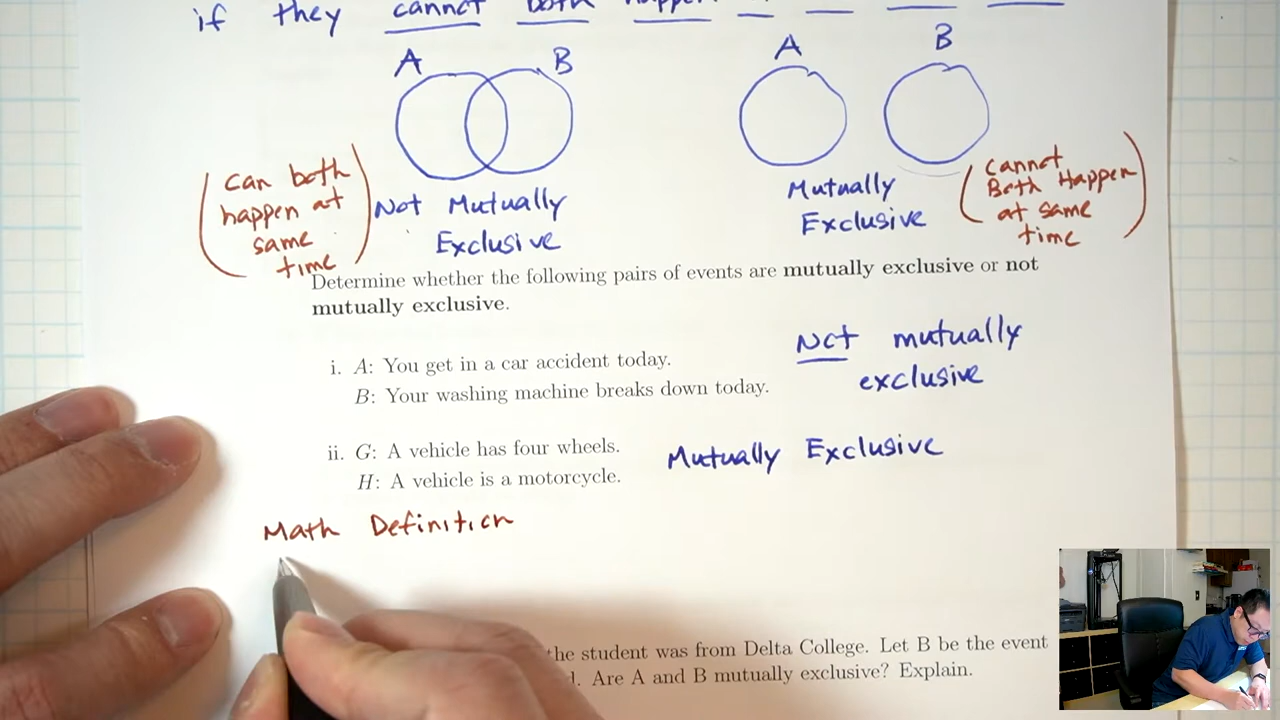 if they cannot both happen
A B A B
(can both happen at same time)
Not Mutually Exclusive
Mutually Exclusive
(cannot Both Happen at same time)
Determine whether the following pairs of events are mutually exclusive or not
mutually exclusive.
i. A: You get in a car accident today.
B: Your washing machine breaks down today.
Not mutually
exclusive
ii. G: A vehicle has four wheels.
H: A vehicle is a motorcycle.
Mutually Exclusive
Math Definition
the student was from Delta College. Let B be the event
Are A and B mutually exclusive? Explain.